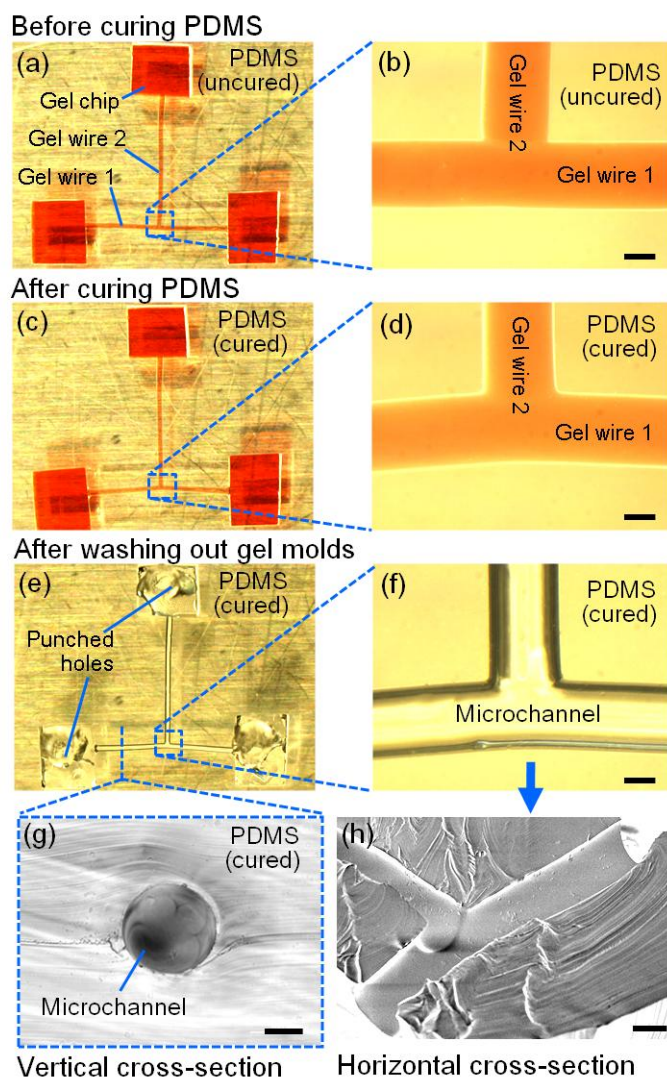 Before curing PDMS
(a)
PDMS
(uncured)
Gel chip
Gel wire 2
Gel wire 1
(b)
PDMS
(uncured)
Gel wire 2
Gel wire 1
After curing PDMS
(c)
PDMS
(cured)
(d)
PDMS
(cured)
Gel wire 2
Gel wire 1
After washing out gel molds
(e)
PDMS
(cured)
Punched
holes
(f)
PDMS
(cured)
Microchannel
(g)
PDMS
(cured)
Microchannel
(h)
Vertical cross-section
Horizontal cross-section